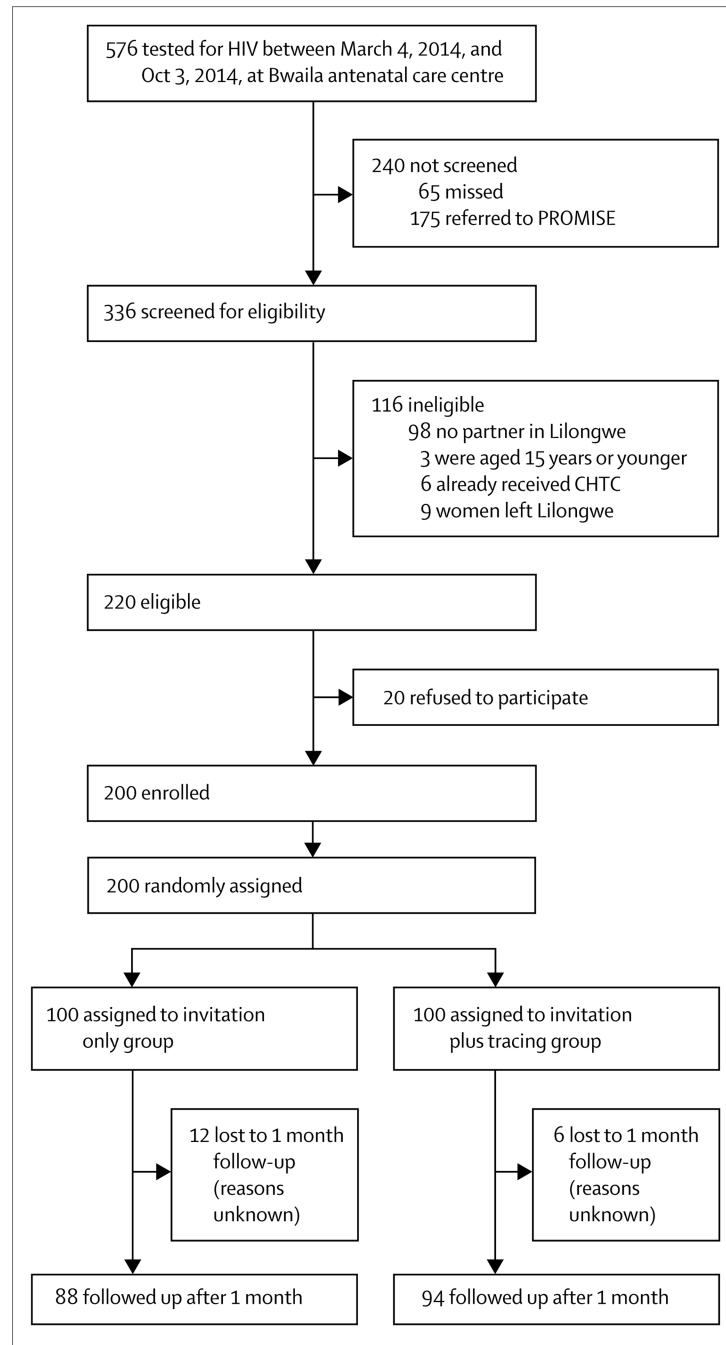 576 tested for HIV between March 4, 2014, and
Oct 3, 2014, at Bwaila antenatal care centre
240 not screened
65 missed
175 referred to PROMISE
336 screened for eligibility
116 ineligible
98 no partner in Lilongwe
3 were aged 15 years or younger
6 already received CHTC
9 women left Lilongwe
220 eligible
20 refused to participate
200 enrolled
200 randomly assigned
100 assigned to invitation
only group
100 assigned to invitation
plus tracing group
12 lost to 1 month
follow-up
(reasons
unknown)
6 lost to 1 month
follow-up
(reasons
unknown)
88 followed up after 1 month
94 followed up after 1 month